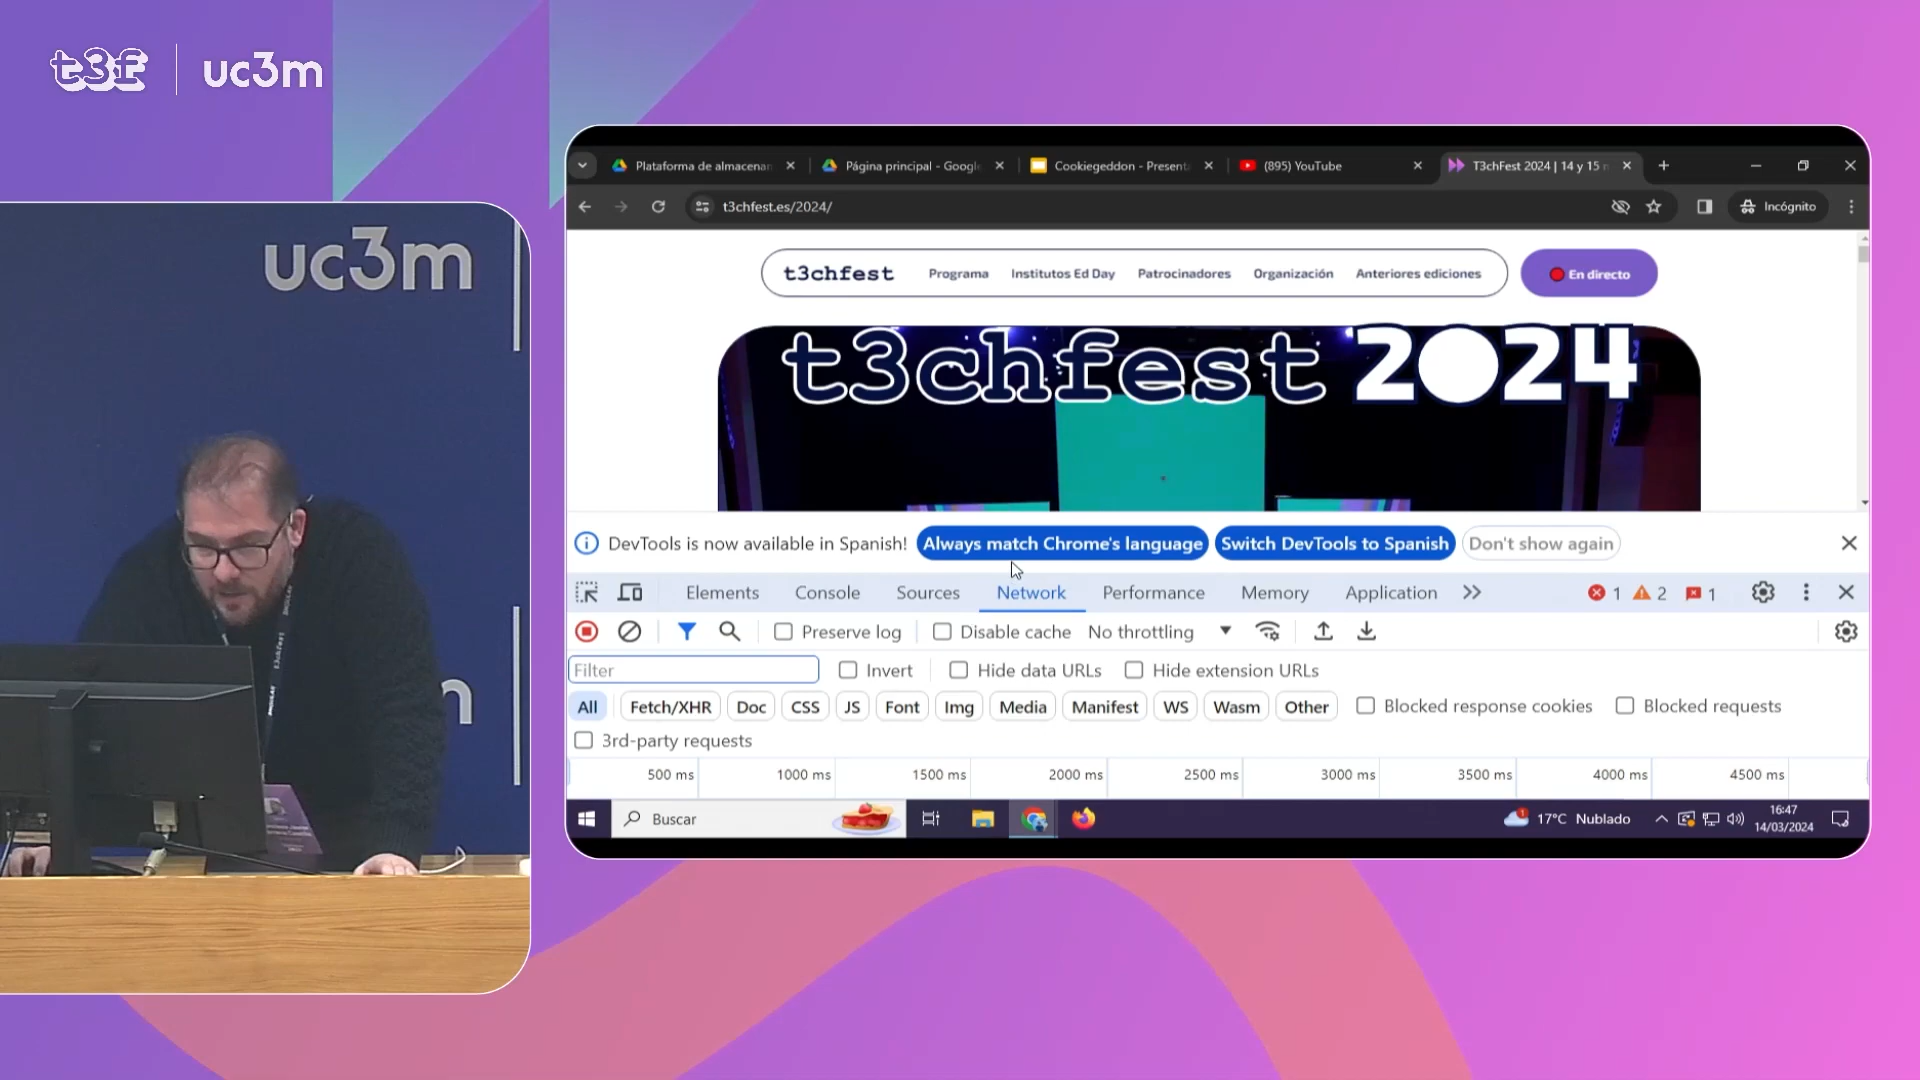 t3f
uc3m
uc3m
Plataforma de almacenan
Página principal - Google
Cookiegeddon - Presenta
(895) YouTube
T3chFest 2024 | 14 y 15 n
t3chfest.es/2024/
Incógnito
t3chfest
Programa
Institutos Ed Day
Patrocinadores
Organización
Anteriores ediciones
En directo
t3chfest 2024
DevTools is now available in Spanish!
Always match Chrome's language
Switch DevTools to Spanish
Don't show again
Elements
Console
Sources
Network
Performance
Memory
Application
1
2
1
Preserve log
Disable cache
No throttling
Filter
Invert
Hide data URLs
Hide extension URLs
All
Fetch/XHR
Doc
CSS
JS
Font
Img
Media
Manifest
WS
Wasm
Other
Blocked response cookies
Blocked requests
3rd-party requests
500 ms
1000 ms
1500 ms
2000 ms
2500 ms
3000 ms
3500 ms
4000 ms
4500 ms
Buscar
17°C Nublado
16:47
14/03/2024